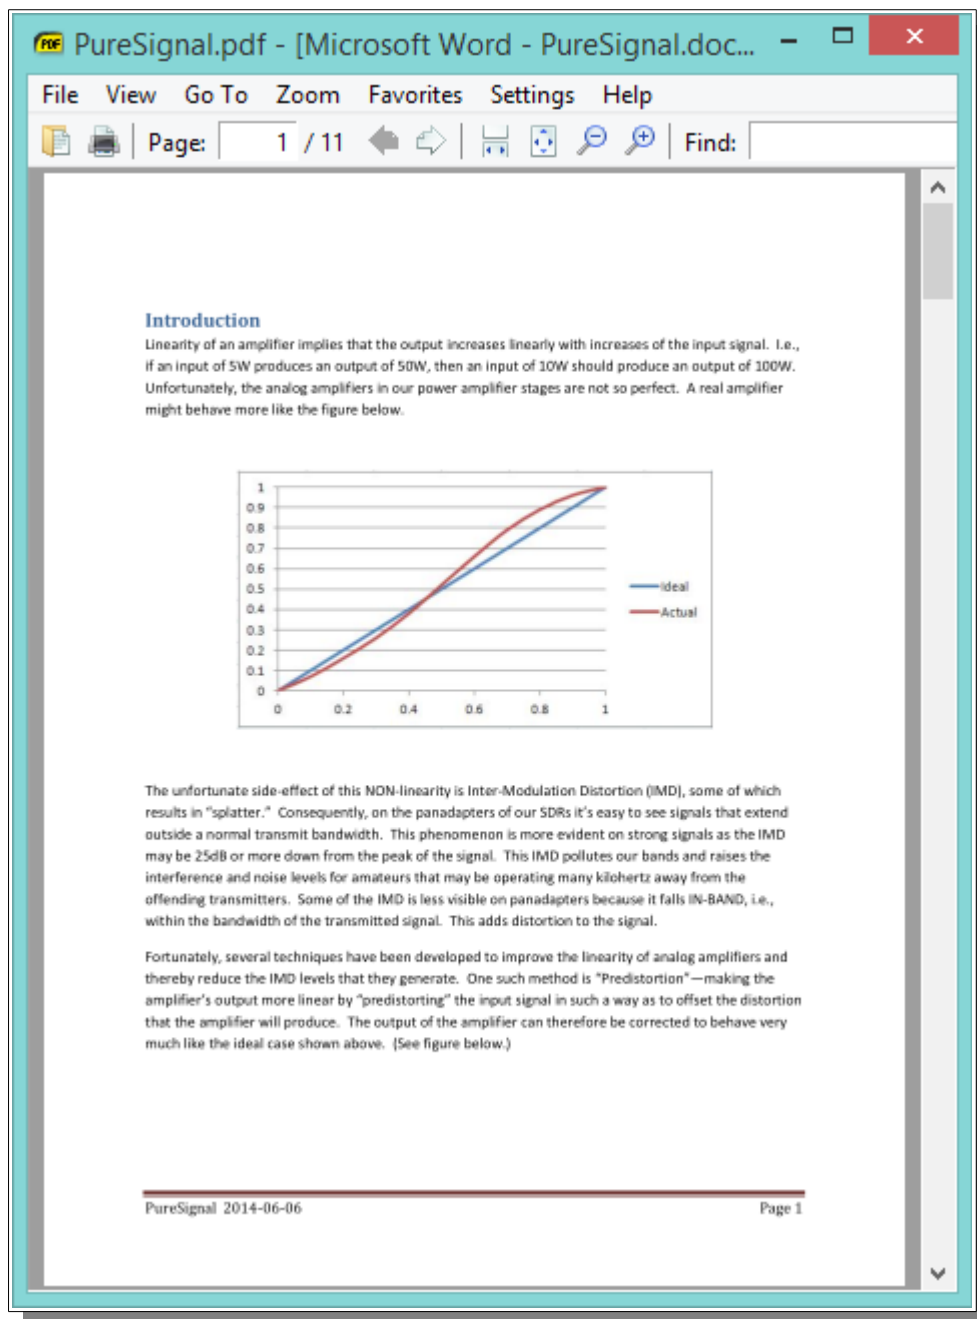 PDF PureSignal.pdf - [Microsoft Word - PureSignal.doc...
File View Go To Zoom Favorites Settings Help
Page: 1 / 11 Find:
Introduction
Linearity of an amplifier implies that the output increases linearly with increases of the input signal. I.e.,
if an input of 5W produces an output of 50W, then an input of 10W should produce an output of 100W.
Unfortunately, the analog amplifiers in our power amplifier stages are not so perfect. A real amplifier
might behave more like the figure below.
1
0.9
0.8
0.7
0.6
0.5
0.4
0.3
0.2
0.1
0
0 0.2 0.4 0.6 0.8 1
Ideal
Actual
The unfortunate side-effect of this NON-linearity is Inter-Modulation Distortion (IMD), some of which
results in "splatter." Consequently, on the panadapters of our SDRs it's easy to see signals that extend
outside a normal transmit bandwidth. This phenomenon is more evident on strong signals as the IMD
may be 25dB or more down from the peak of the signal. This IMD pollutes our bands and raises the
interference and noise levels for amateurs that may be operating many kilohertz away from the
offending transmitters. Some of the IMD is less visible on panadapters because it falls IN-BAND, i.e.,
within the bandwidth of the transmitted signal. This adds distortion to the signal.
Fortunately, several techniques have been developed to improve the linearity of analog amplifiers and
thereby reduce the IMD levels that they generate. One such method is "Predistortion"—making the
amplifier's output more linear by "predistorting" the input signal in such a way as to offset the distortion
that the amplifier will produce. The output of the amplifier can therefore be corrected to behave very
much like the ideal case shown above. (See figure below.)
PureSignal 2014-06-06 Page 1